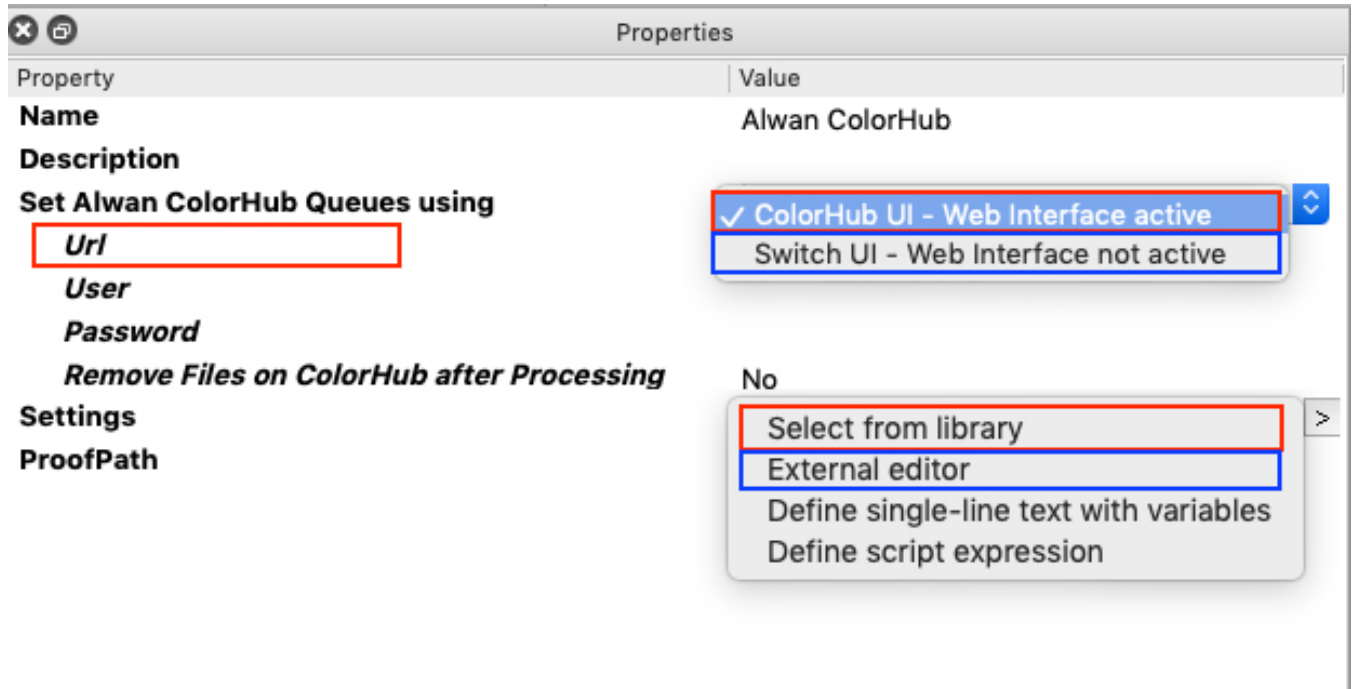 Properties
Property Value
Name Alwan ColorHub
Description
Set Alwan ColorHub Queues using
✓ ColorHub UI - Web Interface active
Url
Switch UI - Web Interface not active
User
Password
Remove Files on ColorHub after Processing No
Settings
Select from library
>
ProofPath
External editor
Define single-line text with variables
Define script expression